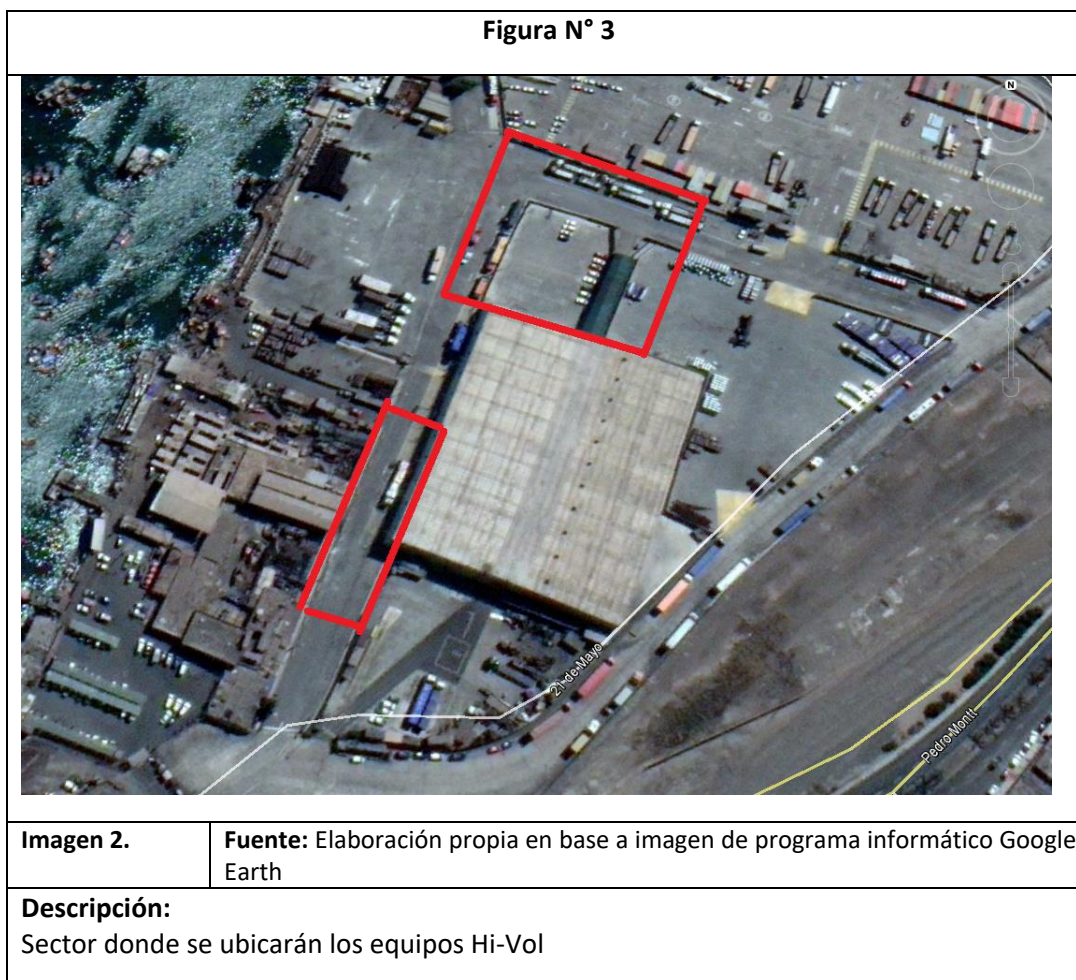 Figura N° 3
N
21 de Mayo
Pedro Montt
Imagen 2.
Fuente: Elaboración propia en base a imagen de programa informático Google
Earth
Descripción:
Sector donde se ubicarán los equipos Hi-Vol